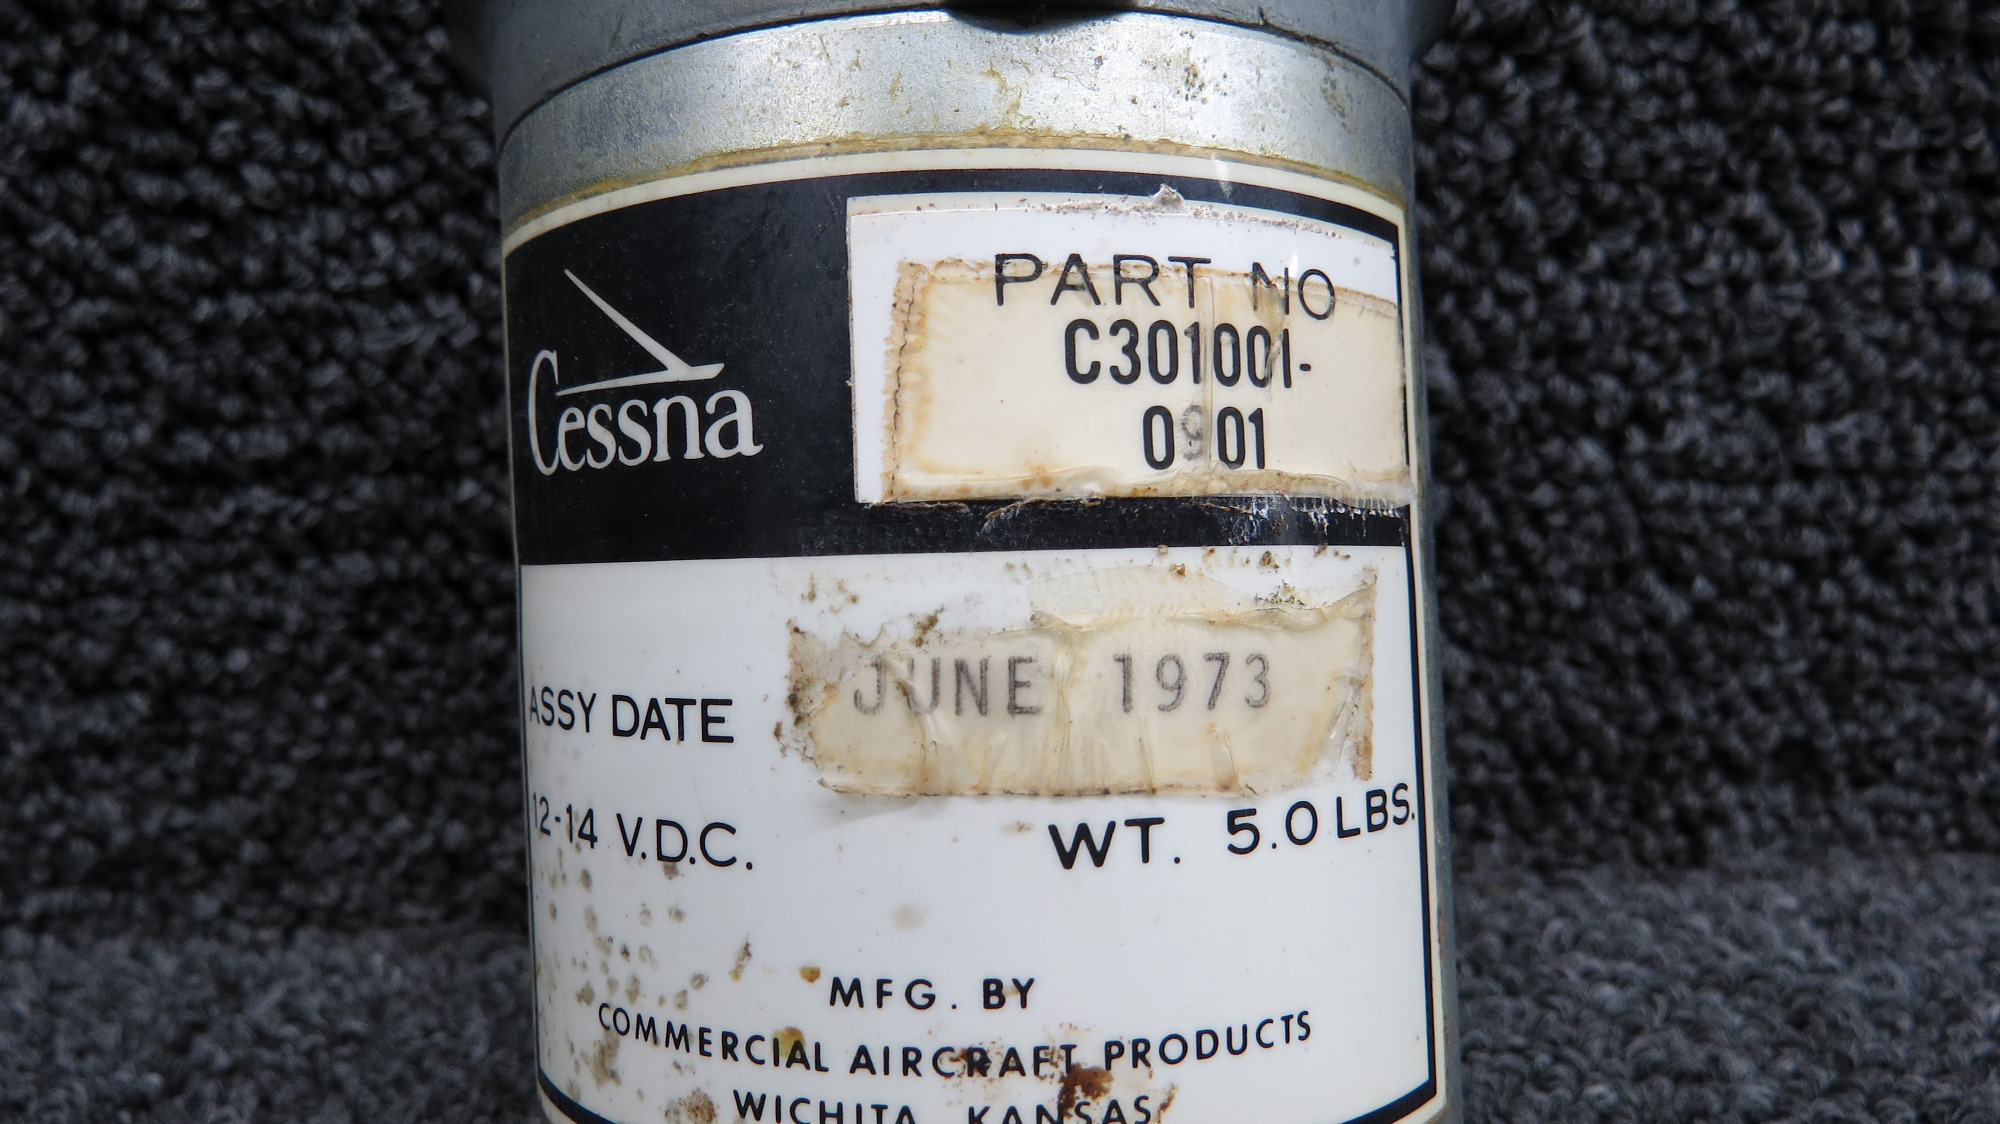 Cessna
PART NO
C301001-
0901
ASSY DATE JUNE 1973
12-14 V.D.C. WT. 5.0 LBS.
MFG. BY
COMMERCIAL AIRCRAFT PRODUCTS
WICHITA, KANSAS